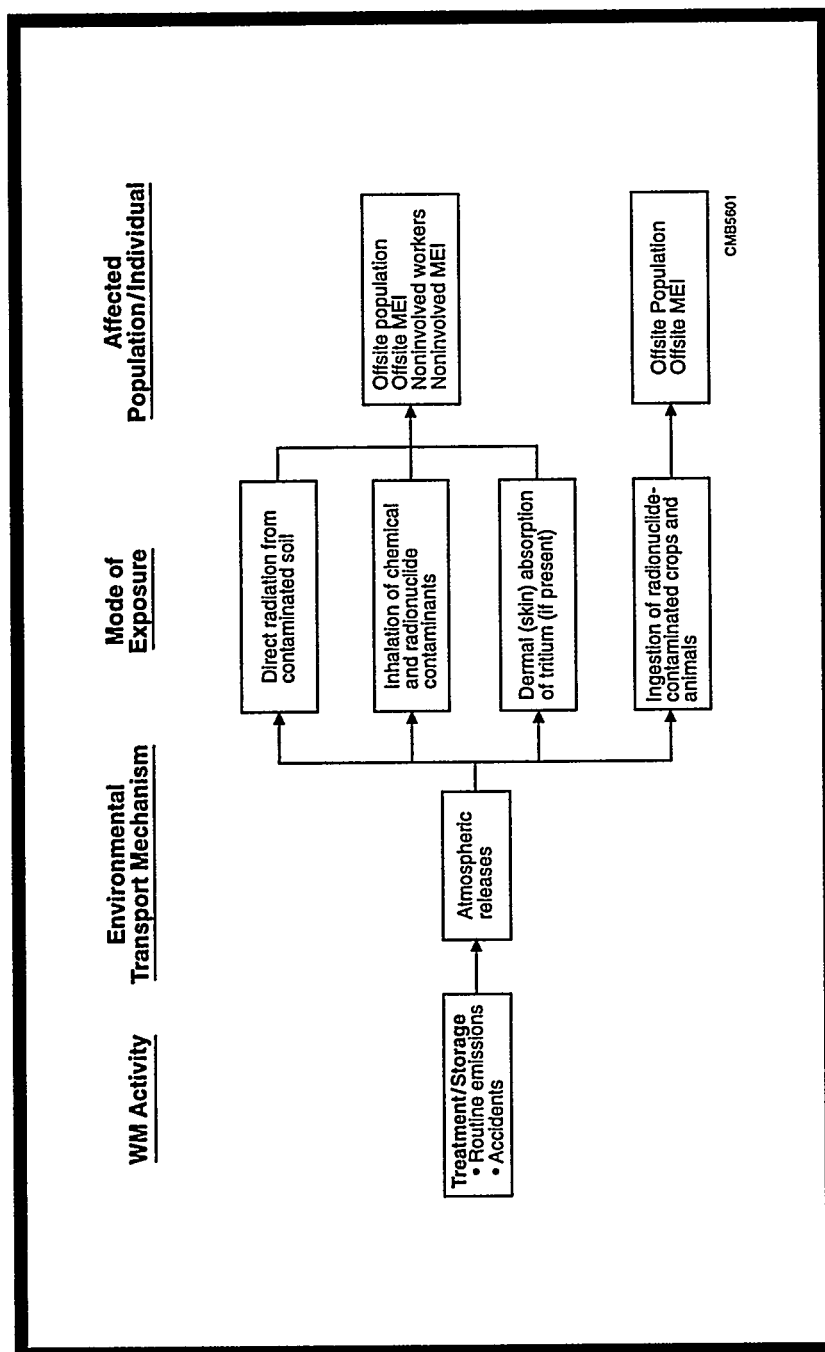 WM Activity
Environmental
Transport Mechanism
Mode of
Exposure
Affected
Population/Individual
Treatment/Storage
• Routine emissions
• Accidents
Atmospheric
releases
Direct radiation from
contaminated soil
Inhalation of chemical
and radionuclide
contaminants
Dermal (skin) absorption
of tritium (if present)
Ingestion of radionuclide-
contaminated crops and
animals
Offsite population
Offsite MEI
Noninvolved workers
Noninvolved MEI
Offsite Population
Offsite MEI
CMB5601